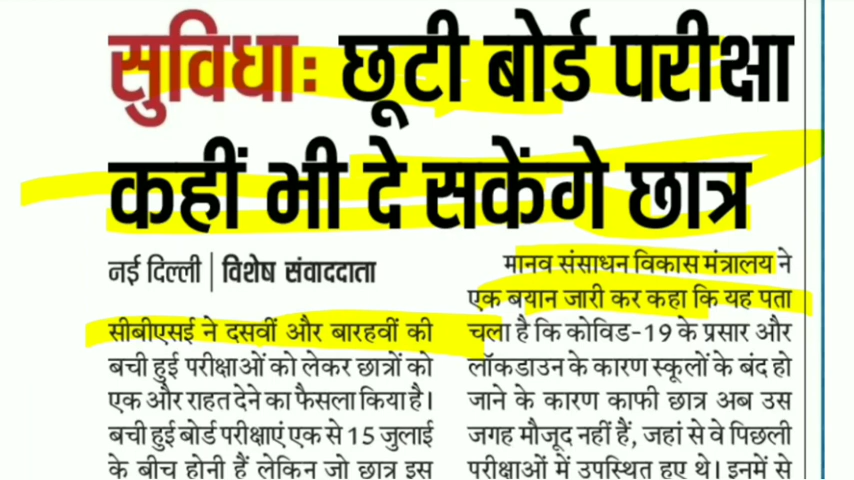 सुविधाः छूटी बोर्ड परीक्षा
कहीं भी दे सकेंगे छात्र
नई दिल्ली | विशेष संवाददाता
सीबीएसई ने दसवीं और बारहवीं की
बची हुई परीक्षाओं को लेकर छात्रों को
एक और राहत देने का फैसला किया है।
बची हुई बोर्ड परीक्षाएं एक से 15 जुलाई
के बीच होनी हैं लेकिन जो छात्र इस
मानव संसाधन विकास मंत्रालय ने
एक बयान जारी कर कहा कि यह पता
चला है कि कोविड-19 के प्रसार और
लॉकडाउन के कारण स्कूलों के बंद हो
जाने के कारण काफी छात्र अब उस
जगह मौजूद नहीं हैं, जहां से वे पिछली
परीक्षाओं में उपस्थित हुए थे। इनमें से